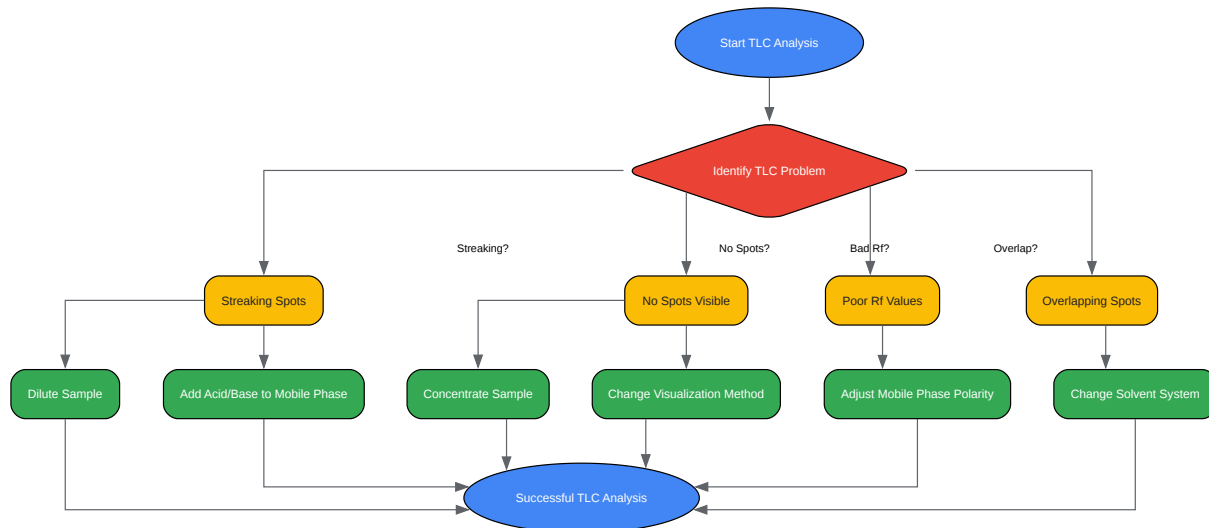 Start TLC Analysis
Identify TLC Problem
Streaking?
No Spots?
Bad Rf?
Overlap?
Streaking Spots
No Spots Visible
Poor Rf Values
Overlapping Spots
Dilute Sample
Add Acid/Base to Mobile Phase
Concentrate Sample
Change Visualization Method
Adjust Mobile Phase Polarity
Change Solvent System
Successful TLC Analysis